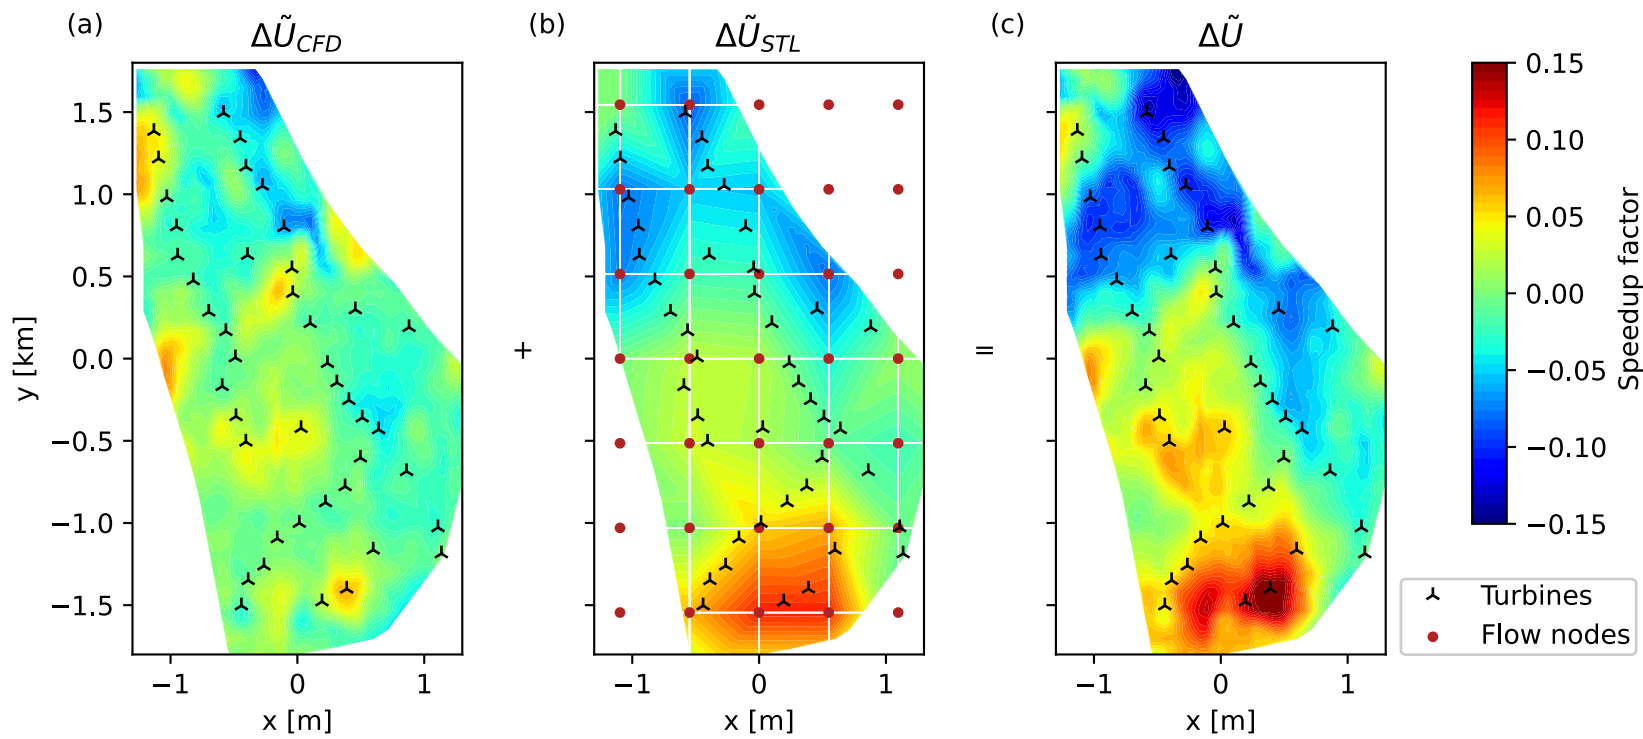 (a) ΔŨ_CFD
(b) ΔŨ_STL
(c) ΔŨ
1.5
1.0
0.5
0.0
−0.5
−1.0
−1.5
y [km]
−1 0 1
x [m]
+
−1 0 1
x [m]
=
−1 0 1
x [m]
0.15
0.10
0.05
0.00
−0.05
−0.10
−0.15
Speedup factor
Turbines
Flow nodes